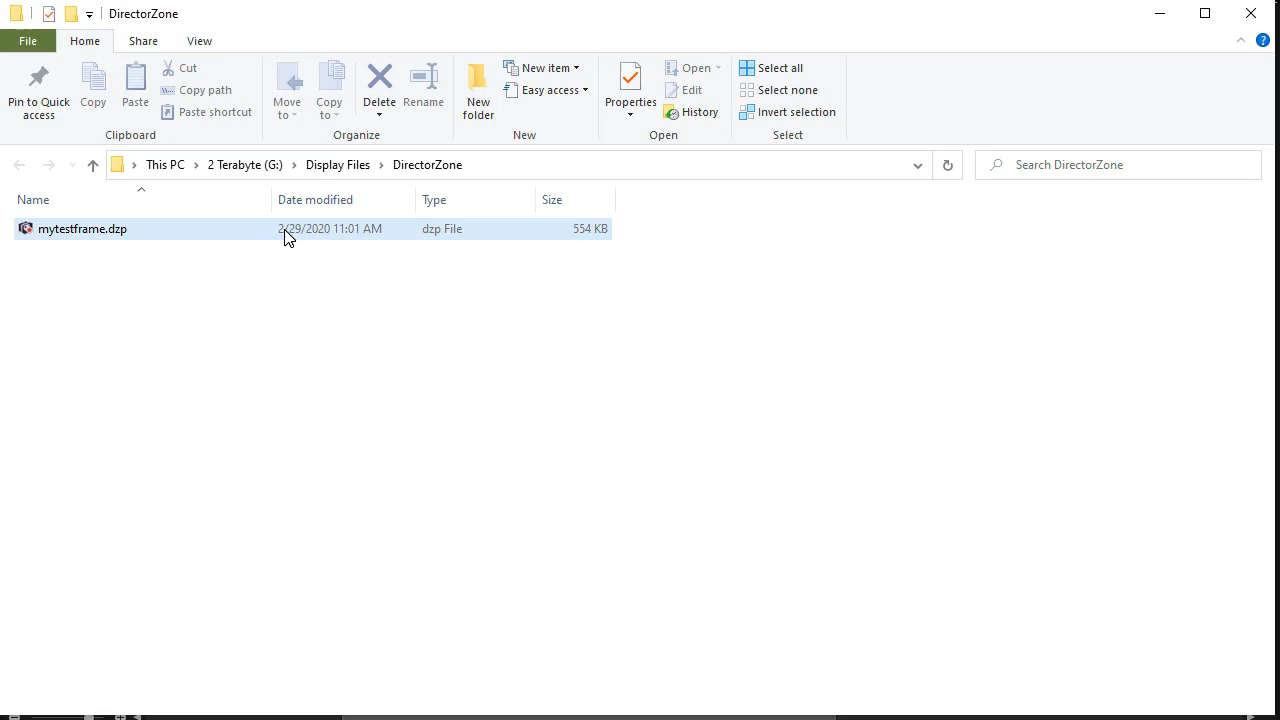 DirectorZone
File Home Share View
Pin to Quick access
Copy
Paste
Cut
Copy path
Paste shortcut
Clipboard
Move to
Copy to
Delete
Rename
Organize
New folder
New item
Easy access
New
Properties
Open
Edit
History
Open
Select all
Select none
Invert selection
Select
This PC > 2 Terabyte (G:) > Display Files > DirectorZone
Search DirectorZone
Name Date modified Type Size
mytestframe.dzp 2/29/2020 11:01 AM dzp File 554 KB